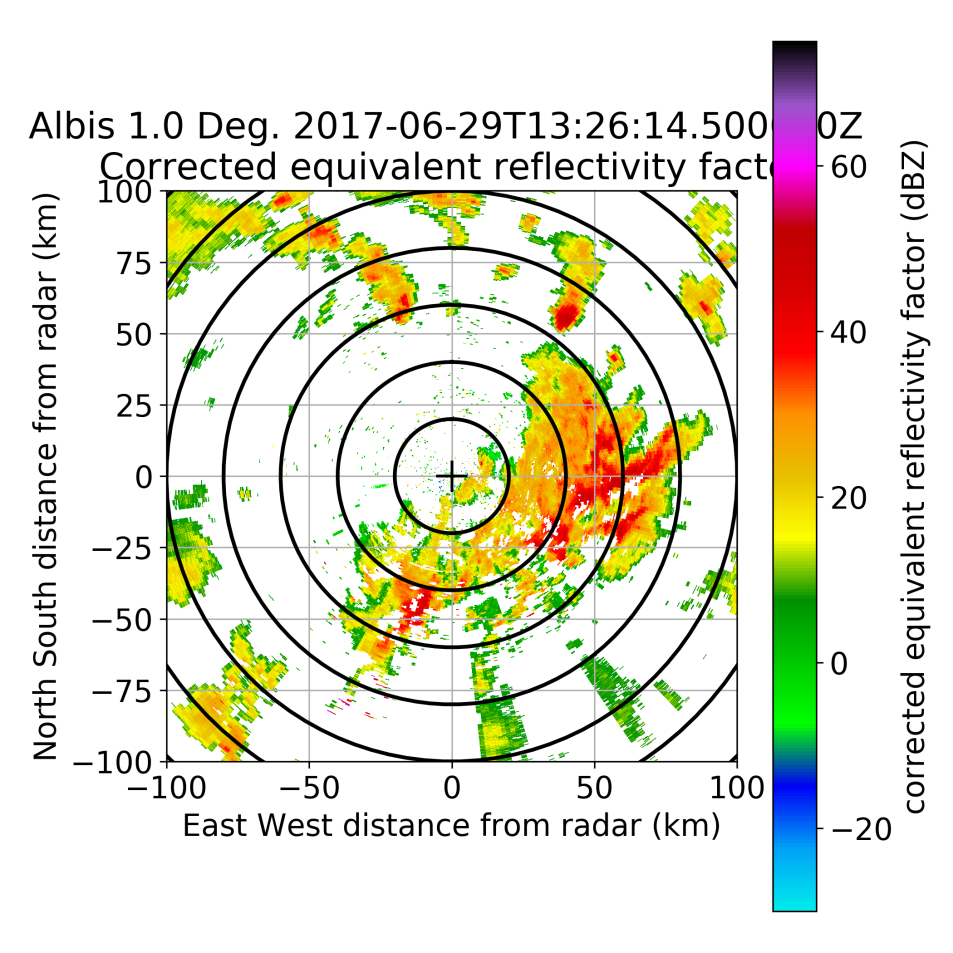 Albis 1.0 Deg. 2017-06-29T13:26:14.500 0Z
Corrected equivalent reflectivity
100
75
50
25
0
−25
−50
−75
−100
−100 −50 0 50 100
East West distance from radar (km)
North South distance from radar (km)
60
40
20
0
−20
corrected equivalent reflectivity factor (dBZ)